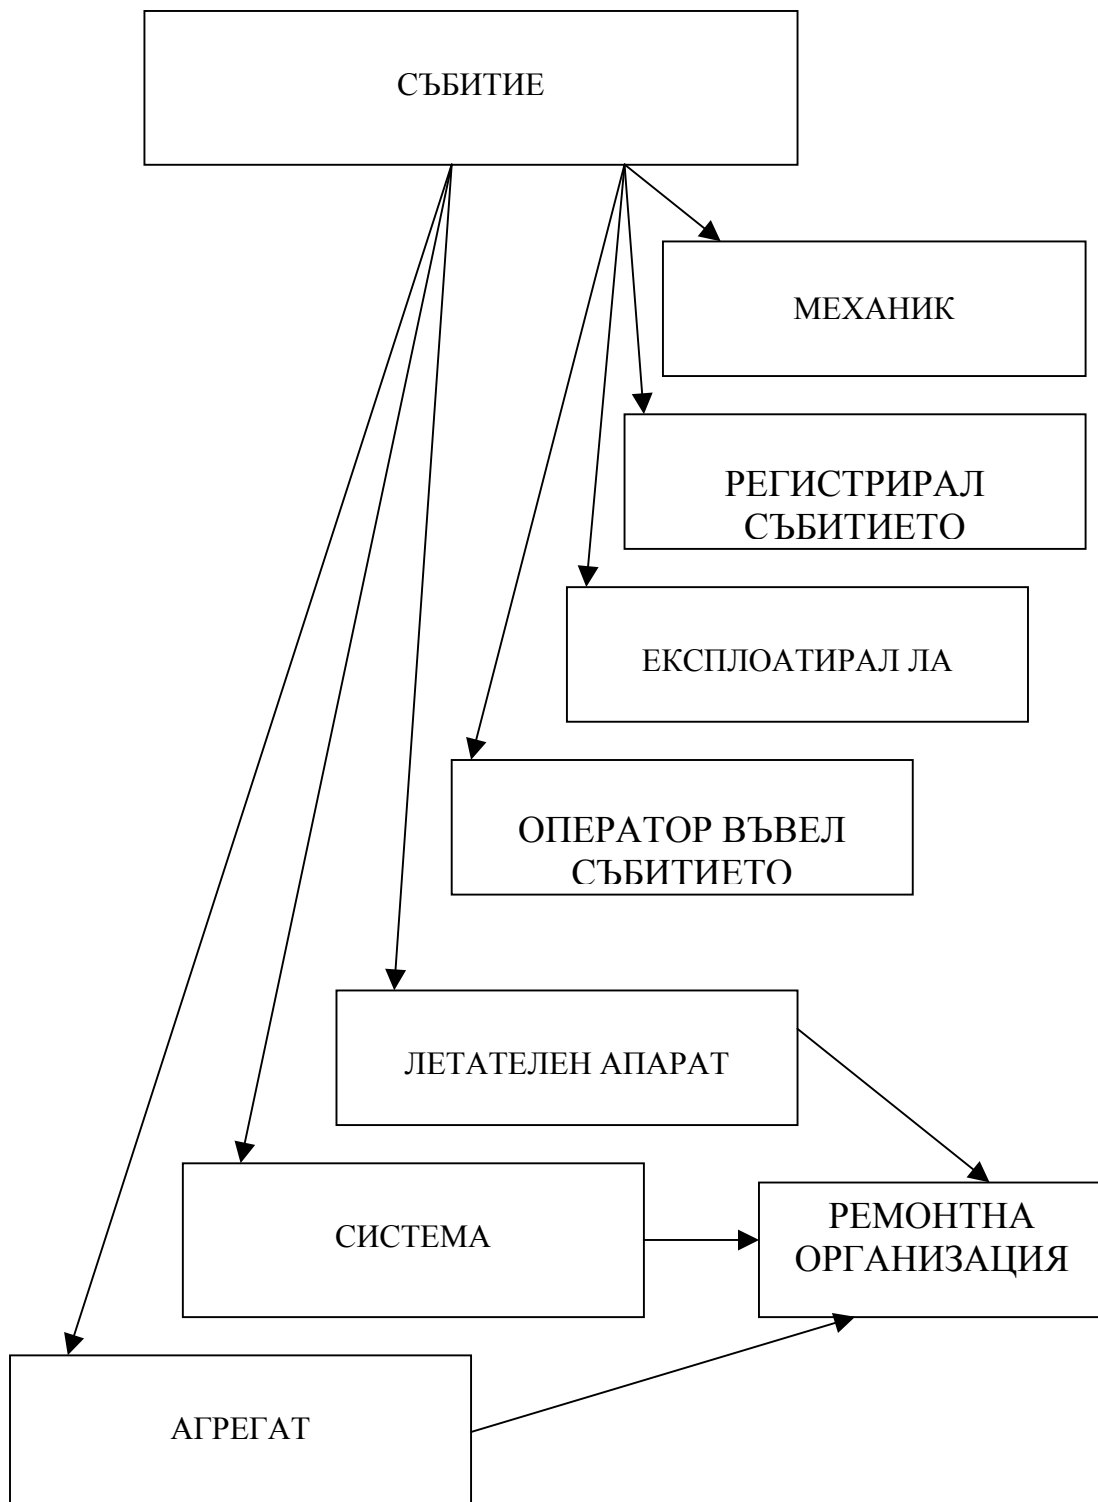 СЪБИТИЕ
МЕХАНИК
РЕГИСТРИРАЛ
СЪБИТИЕТО
ЕКСПЛОАТИРАЛ ЛА
ОПЕРАТОР ВЪВЕЛ
СЪБИТИЕТО
ЛЕТАТЕЛЕН АПАРАТ
СИСТЕМА
РЕМОНТНА
ОРГАНИЗАЦИЯ
АГРЕГАТ